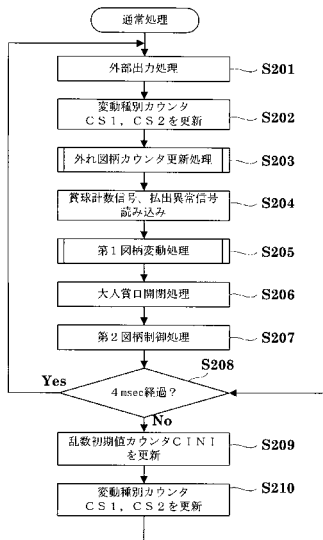 通常処理
外部出力処理
S201
変動種別カウンタ
CS1,CS2を更新
S202
外れ図柄カウンタ更新処理
S203
賞球計数信号、払出異常信号
読み込み
S204
第1図柄変動処理
S205
大入賞口開閉処理
S206
第2図柄制御処理
S207
S208
Yes
4msec経過?
No
乱数初期値カウンタCINI
を更新
S209
変動種別カウンタ
CS1,CS2を更新
S210